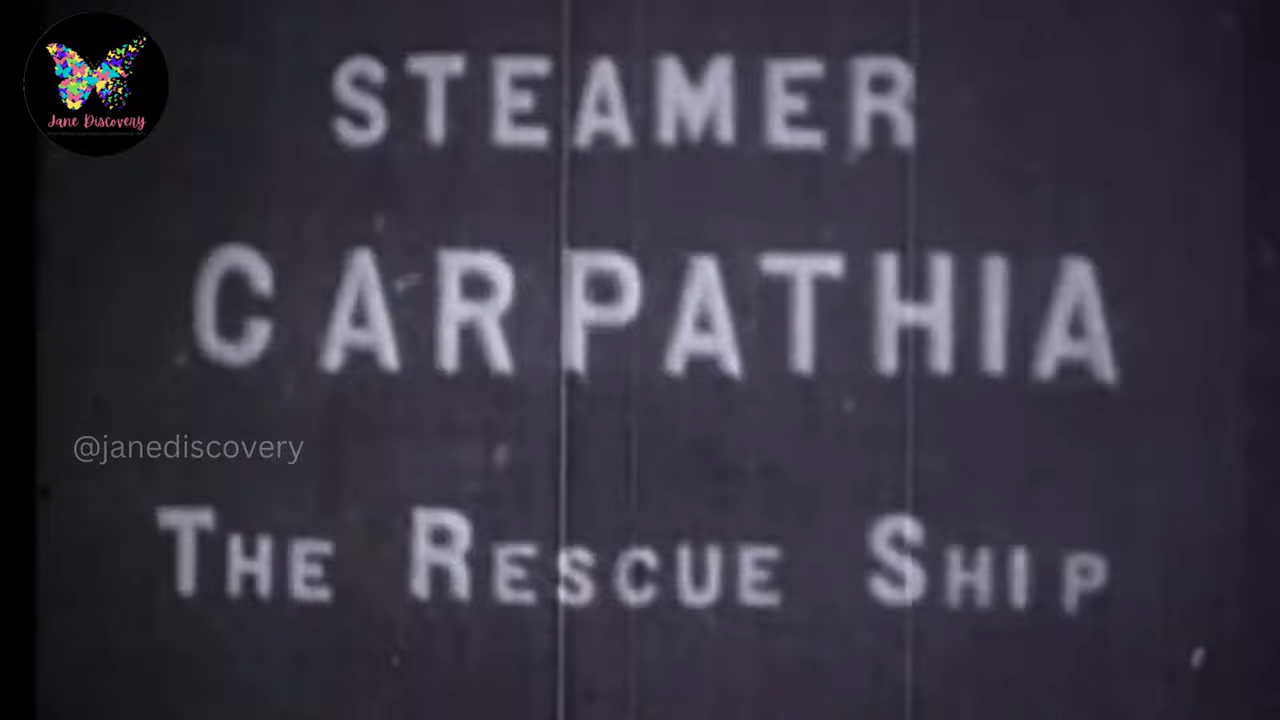 Jane Discovery
STEAMER
CARPATHIA
@janediscovery
THE RESCUE SHIP